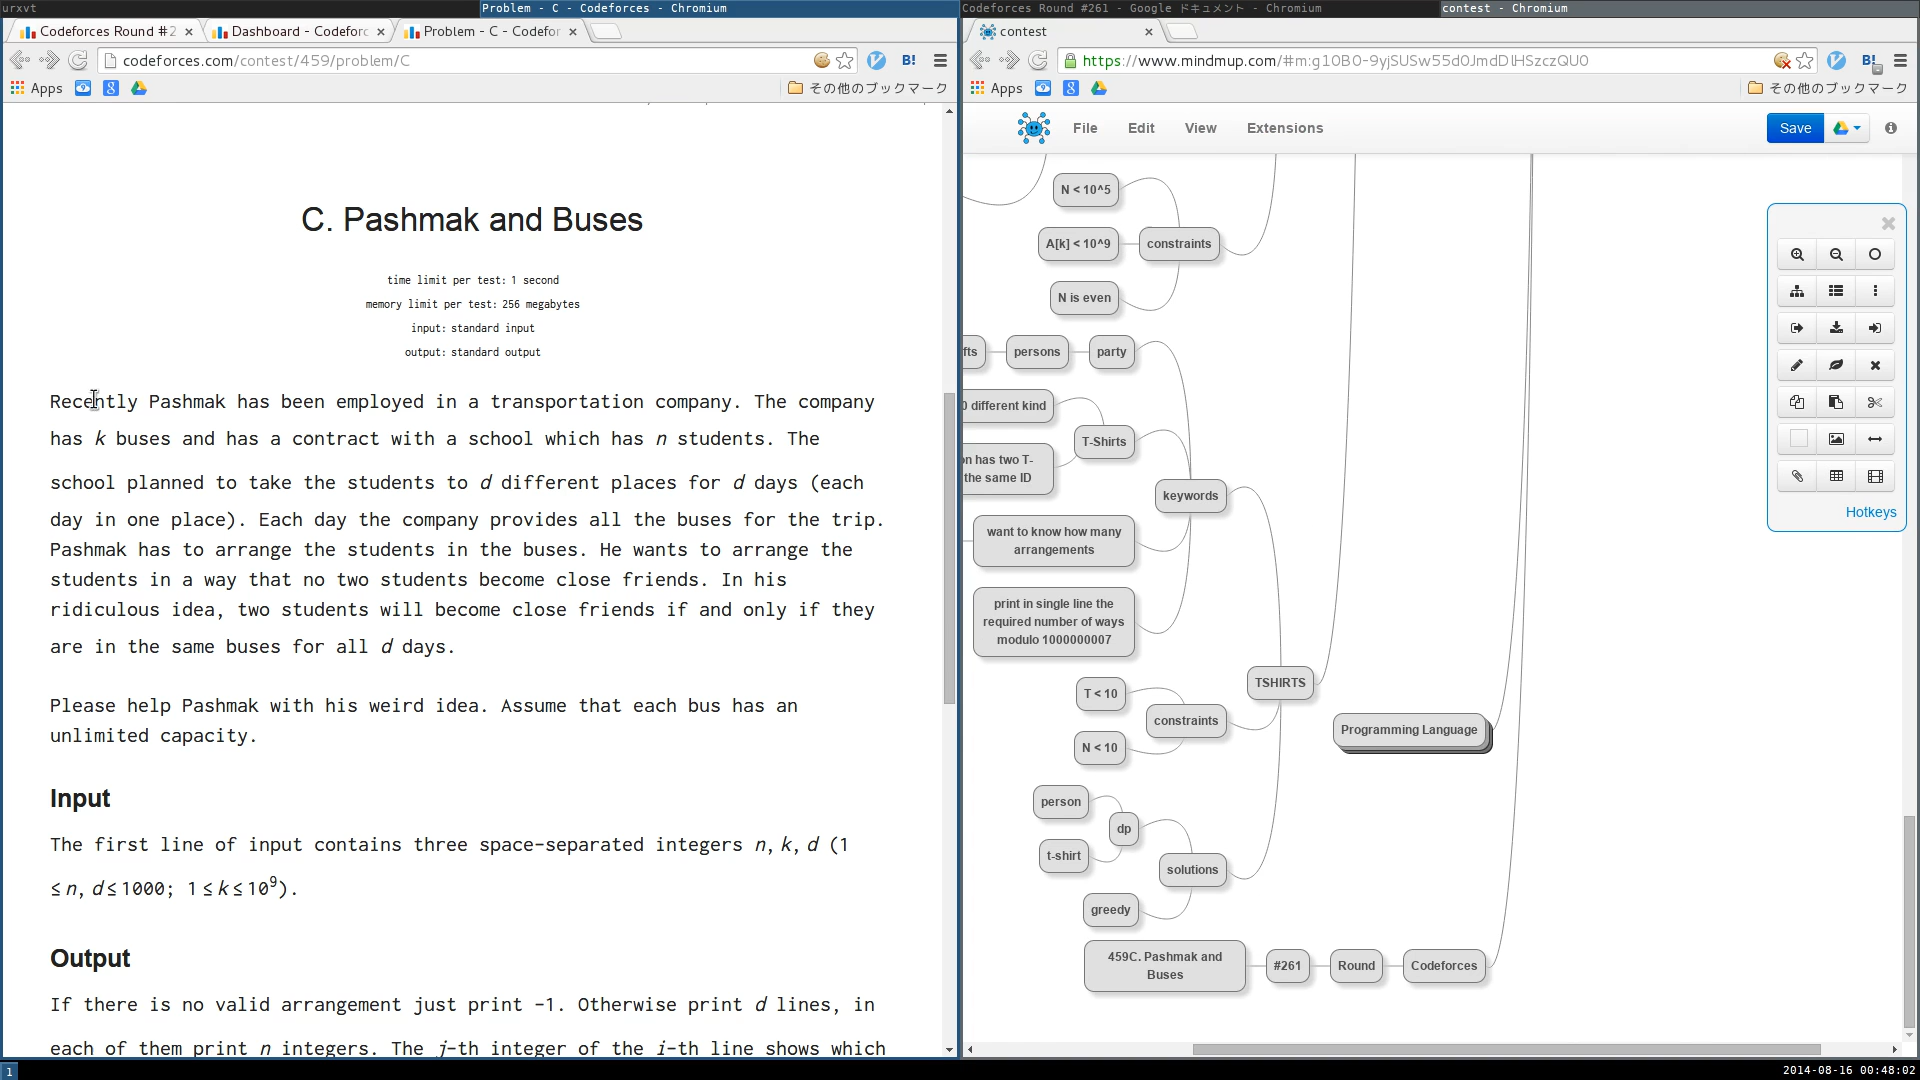 urxvt
Problem - C - Codeforces - Chromium
Codeforces Round #261 - Google ドキュメント - Chromium
contest - Chromium
Codeforces Round #2
Dashboard - Codeforc
Problem - C - Codefor
contest
codeforces.com/contest/459/problem/C
https://www.mindmup.com/#m:g10B0-9yjSUSw55d0JmdDlHSzczQU0
B!
B!
Apps
その他のブックマーク
Apps
その他のブックマーク
C. Pashmak and Buses
time limit per test: 1 second
memory limit per test: 256 megabytes
input: standard input
output: standard output
Recently Pashmak has been employed in a transportation company. The company
has k buses and has a contract with a school which has n students. The
school planned to take the students to d different places for d days (each
day in one place). Each day the company provides all the buses for the trip.
Pashmak has to arrange the students in the buses. He wants to arrange the
students in a way that no two students become close friends. In his
ridiculous idea, two students will become close friends if and only if they
are in the same buses for all d days.
Please help Pashmak with his weird idea. Assume that each bus has an
unlimited capacity.
Input
The first line of input contains three space-separated integers n, k, d (1
≤ n, d ≤ 1000; 1 ≤ k ≤ 10^9).
Output
If there is no valid arrangement just print -1. Otherwise print d lines, in
each of them print n integers. The j-th integer of the i-th line shows which
File
Edit
View
Extensions
Save
N < 10^5
A[k] < 10^9
constraints
N is even
fts
persons
party
0 different kind
T-Shirts
on has two T-
the same ID
keywords
want to know how many
arrangements
print in single line the
required number of ways
modulo 1000000007
TSHIRTS
T < 10
constraints
N < 10
Programming Language
person
dp
t-shirt
solutions
greedy
459C. Pashmak and
Buses
#261
Round
Codeforces
Hotkeys
1
2014-08-16 00:48:02